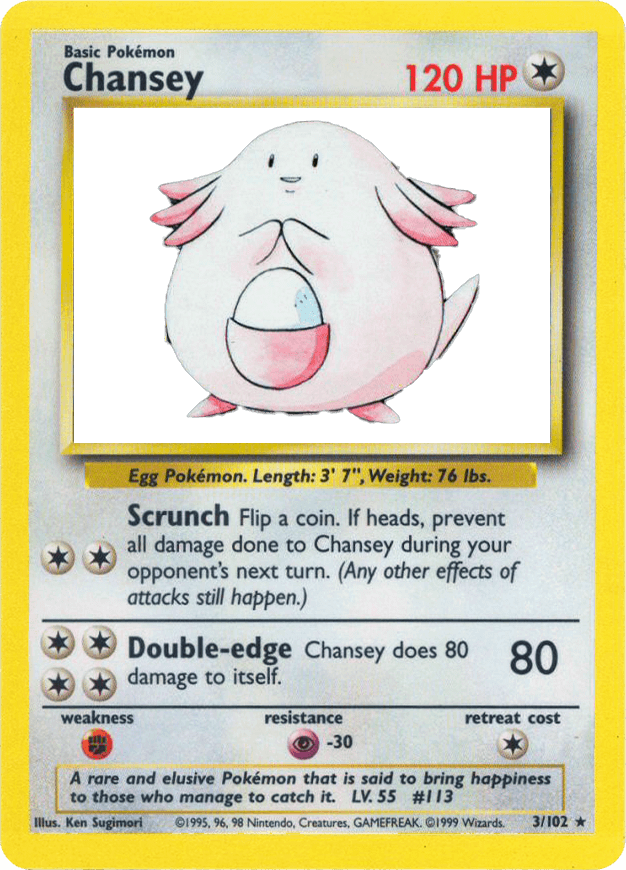 Basic Pokémon
Chansey 120 HP
Egg Pokémon. Length: 3' 7", Weight: 76 lbs.
Scrunch Flip a coin. If heads, prevent
all damage done to Chansey during your
opponent's next turn. (Any other effects of
attacks still happen.)
Double-edge Chansey does 80
damage to itself.
80
weakness resistance retreat cost
-30
A rare and elusive Pokémon that is said to bring happiness
to those who manage to catch it. LV. 55 #113
Illus. Ken Sugimori ©1995, 96, 98 Nintendo, Creatures, GAMEFREAK. ©1999 Wizards. 3/102 ★